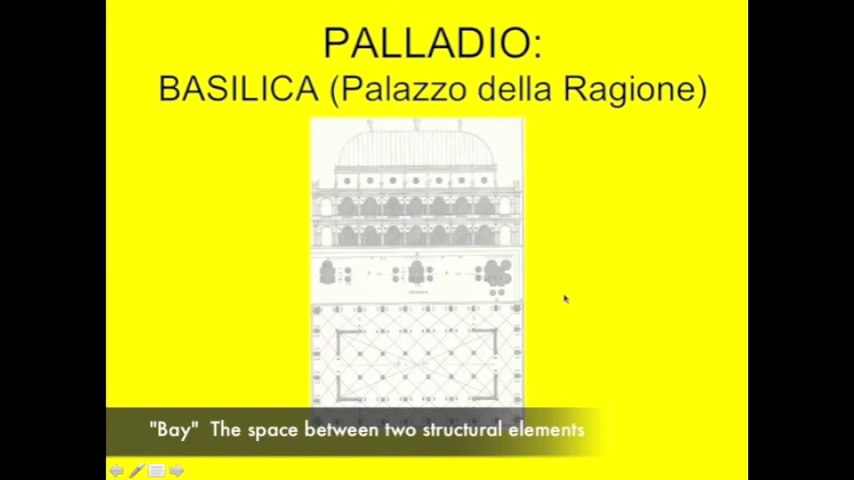 PALLADIO:
BASILICA (Palazzo della Ragione)
"Bay" The space between two structural elements